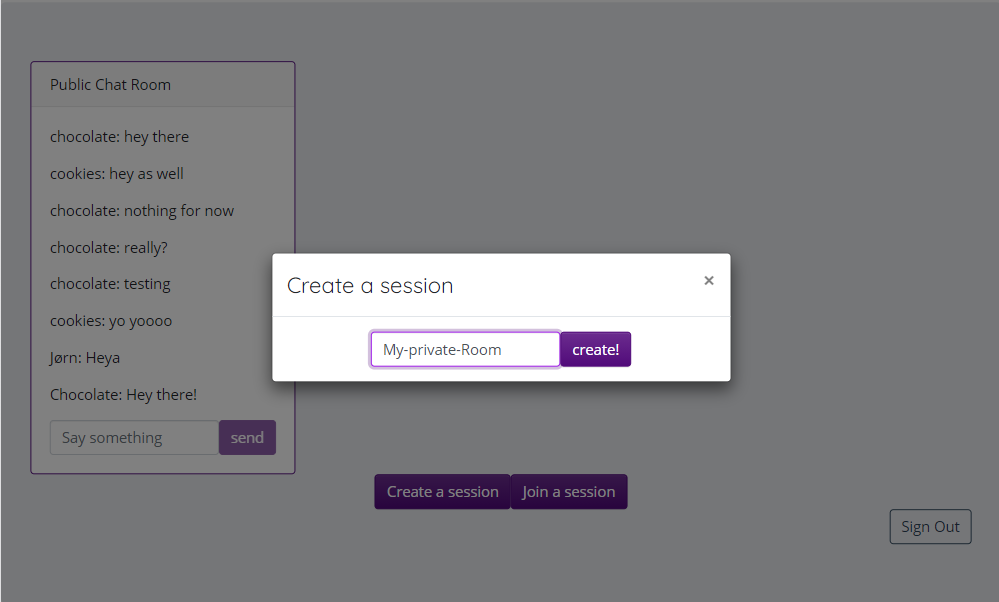 Public Chat Room
chocolate: hey there
cookies: hey as well
chocolate: nothing for now
chocolate: really?
chocolate: testing
cookies: yo yoooo
Jørn: Heya
Chocolate: Hey there!
Say something
send
Create a session
×
My-private-Room
create!
Create a session
Join a session
Sign Out